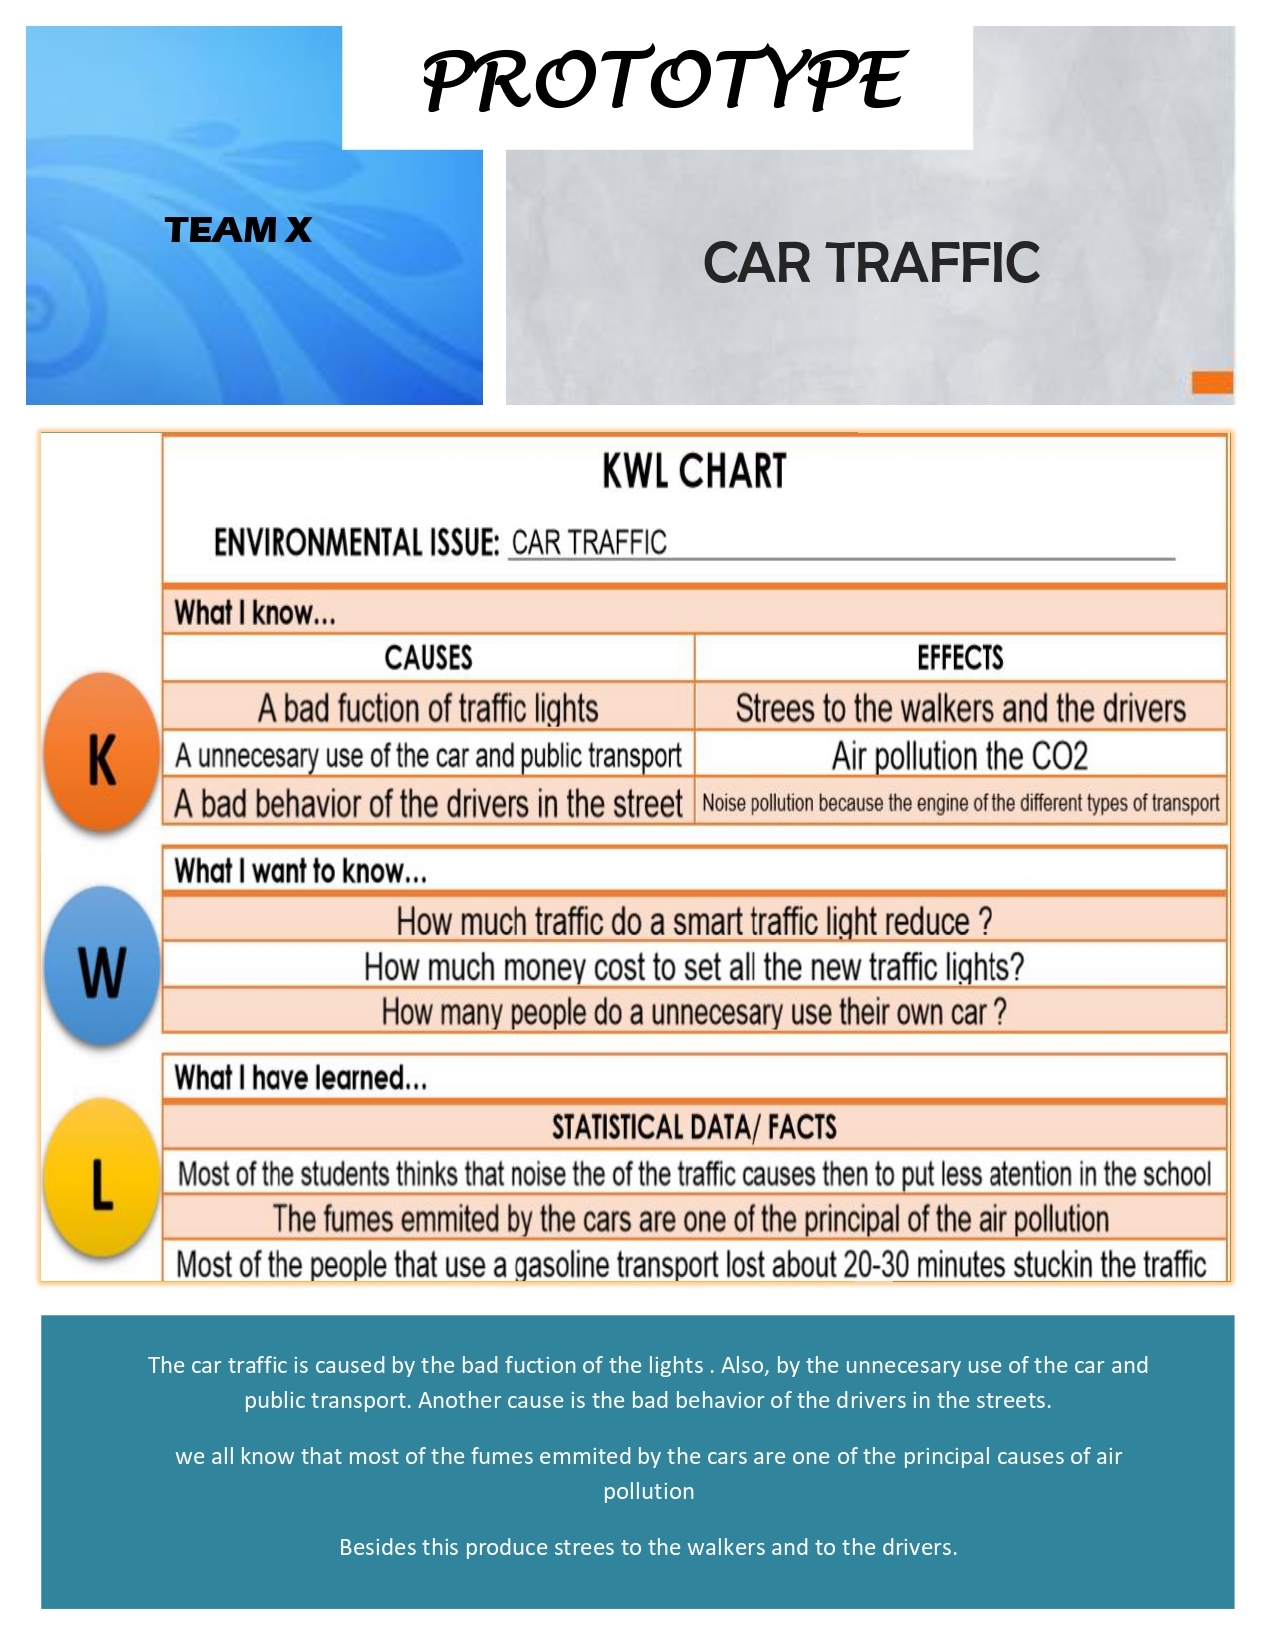 PROTOTYPE
TEAM X
CAR TRAFFIC
KWL CHART
ENVIRONMENTAL ISSUE: CAR TRAFFIC
What I know...
CAUSES
EFFECTS
A bad fuction of traffic lights
Strees to the walkers and the drivers
A unnecesary use of the car and public transport
Air pollution the CO2
A bad behavior of the drivers in the street
Noise pollution because the engine of the different types of transport
K
What I want to know...
How much traffic do a smart traffic light reduce ?
How much money cost to set all the new traffic lights?
How many people do a unnecesary use their own car ?
W
What I have learned...
STATISTICAL DATA/ FACTS
Most of the students thinks that noise the of the traffic causes then to put less atention in the school
The fumes emmited by the cars are one of the principal of the air pollution
Most of the people that use a gasoline transport lost about 20-30 minutes stuckin the traffic
L
The car traffic is caused by the bad fuction of the lights . Also, by the unnecesary use of the car and
public transport. Another cause is the bad behavior of the drivers in the streets.
we all know that most of the fumes emmited by the cars are one of the principal causes of air
pollution
Besides this produce strees to the walkers and to the drivers.